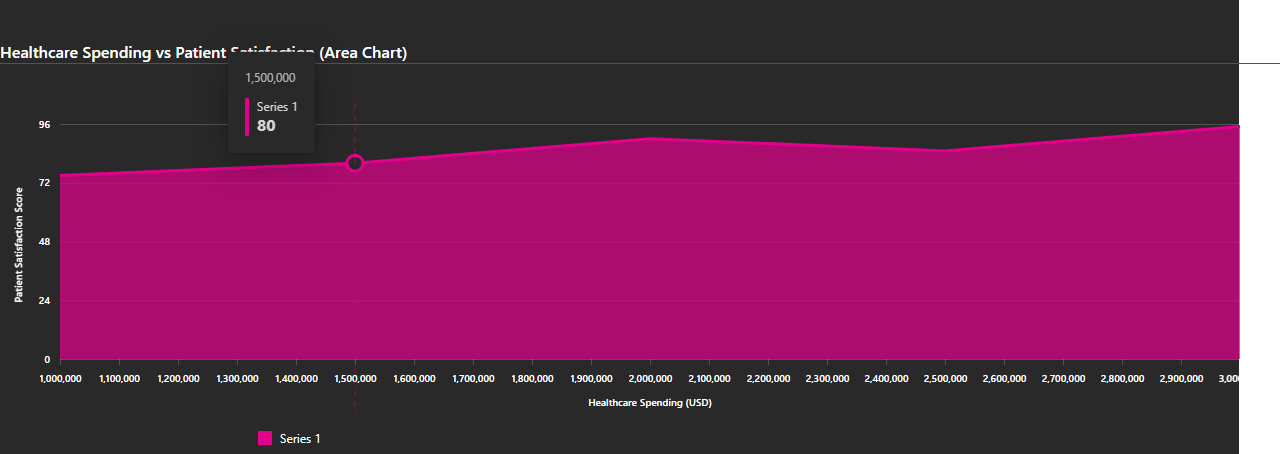 Healthcare Spending vs Patient Satisfaction (Area Chart)
1,500,000
Series 1
80
96
72
48
24
0
Patient Satisfaction Score
1,000,000 1,100,000 1,200,000 1,300,000 1,400,000 1,500,000 1,600,000 1,700,000 1,800,000 1,900,000 2,000,000 2,100,000 2,200,000 2,300,000 2,400,000 2,500,000 2,600,000 2,700,000 2,800,000 2,900,000 3,000
Healthcare Spending (USD)
Series 1